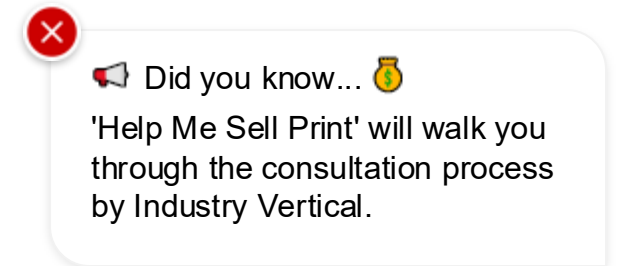 📢 Did you know... 💰
'Help Me Sell Print' will walk you
through the consultation process
by Industry Vertical.